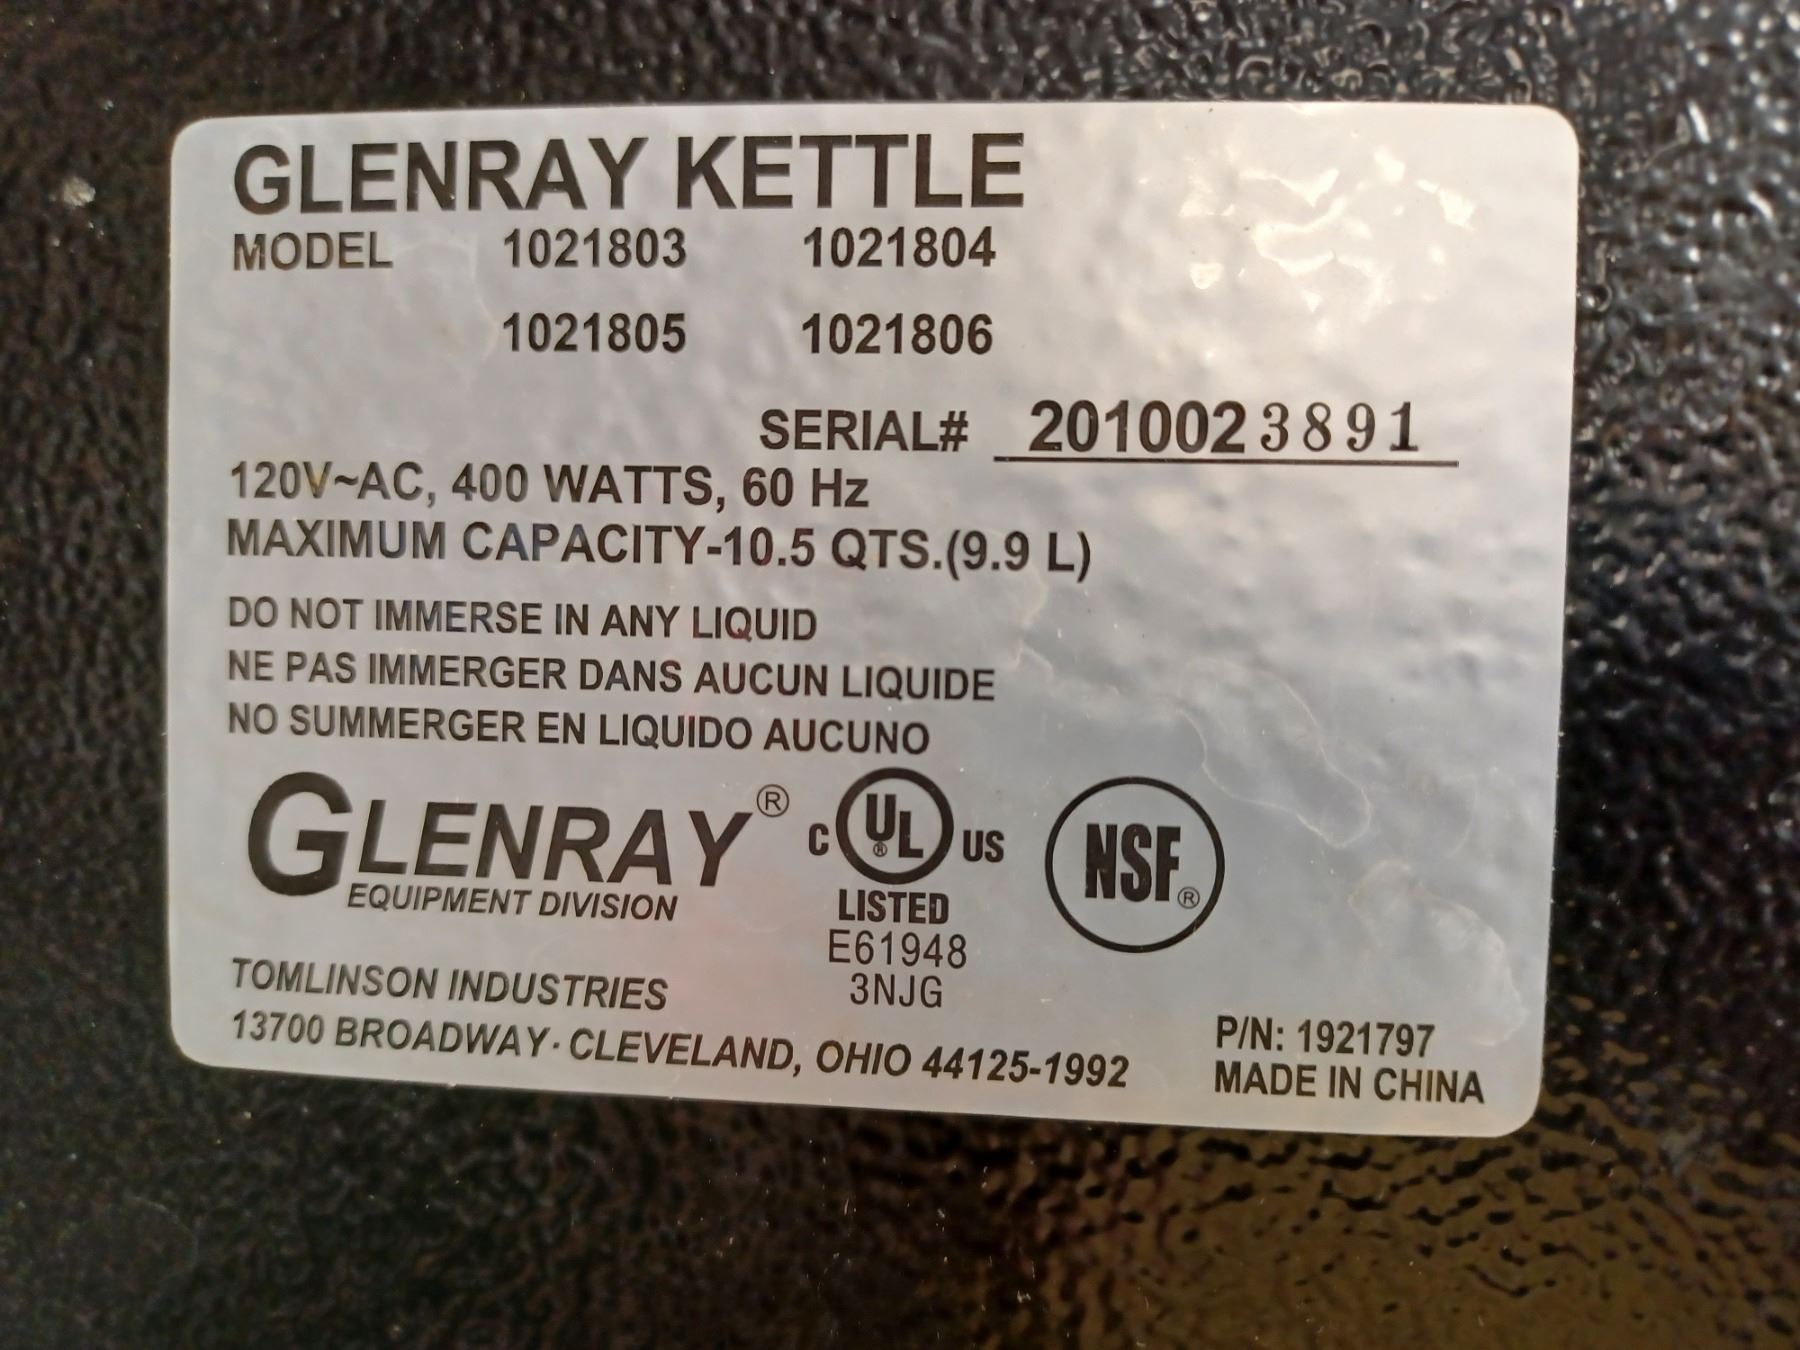 GLENRAY KETTLE
MODEL 1021803 1021804
1021805 1021806
SERIAL# 2010023891
120V~AC, 400 WATTS, 60 Hz
MAXIMUM CAPACITY-10.5 QTS.(9.9 L)
DO NOT IMMERSE IN ANY LIQUID
NE PAS IMMERGER DANS AUCUN LIQUIDE
NO SUMMERGER EN LIQUIDO AUCUNO
GLENRAY®
EQUIPMENT DIVISION
C UL® US
LISTED
E61948
3NJG
NSF®
TOMLINSON INDUSTRIES
13700 BROADWAY· CLEVELAND, OHIO 44125-1992
P/N: 1921797
MADE IN CHINA